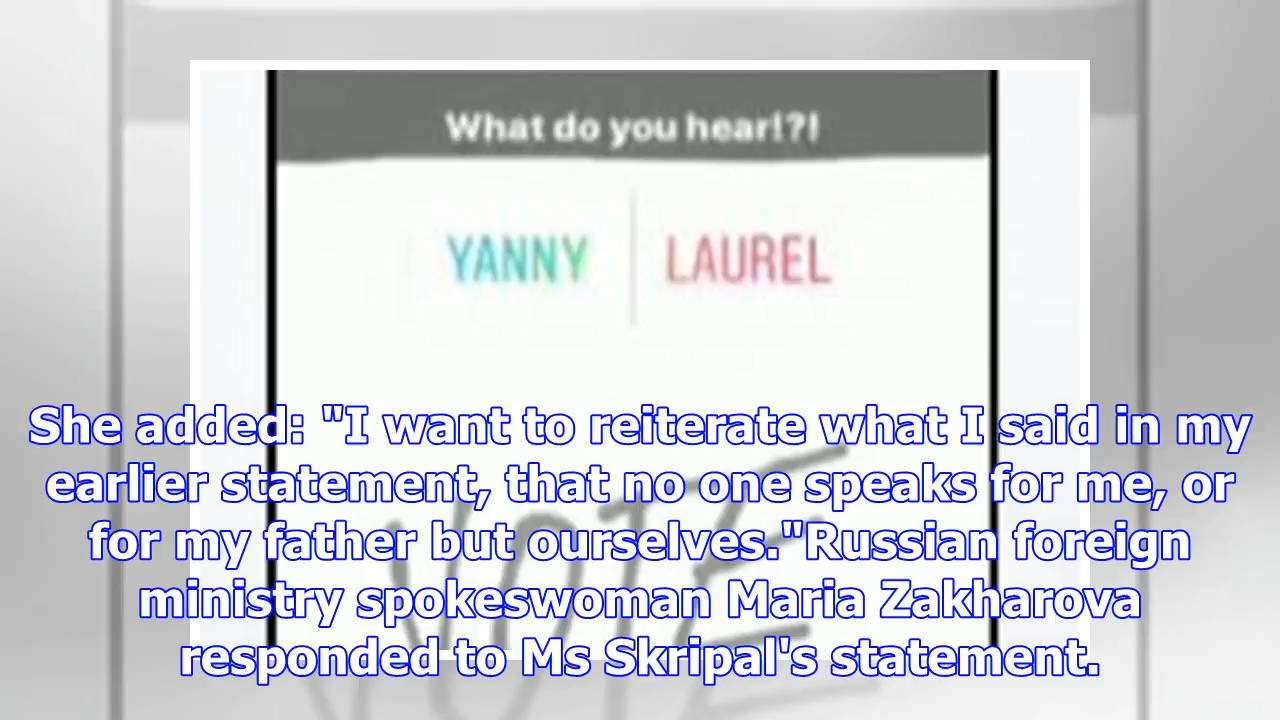 What do you hear!?!
YANNY LAUREL
VOTE
She added: "I want to reiterate what I said in my
earlier statement, that no one speaks for me, or
for my father but ourselves."Russian foreign
ministry spokeswoman Maria Zakharova
responded to Ms Skripal's statement.